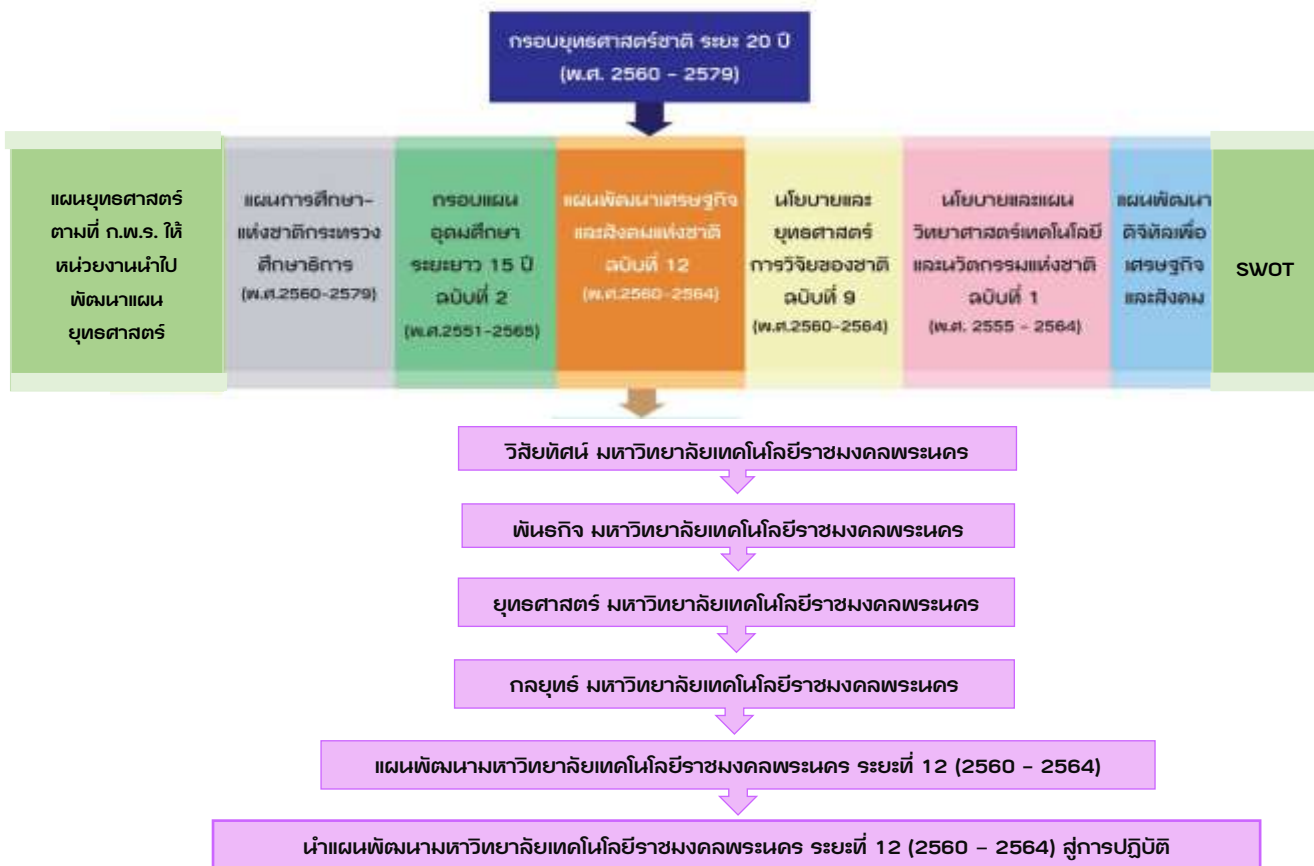 กรอบยุทธศาสตร์ชาติ ระยะ 20 ปี
(พ.ศ. 2560 - 2579)
แผนยุทธศาสตร์
ตามที่ ก.พ.ร. ให้
หน่วยงานนำไป
พัฒนาแผน
ยุทธศาสตร์
แผนการศึกษา-
แห่งชาติกระทรวง
ศึกษาธิการ
(พ.ศ.2560-2579)
กรอบแผน
อุดมศึกษา
ระยะยาว 15 ปี
ฉบับที่ 2
(พ.ศ.2551-2565)
แผนพัฒนาเศรษฐกิจ
และสังคมแห่งชาติ
ฉบับที่ 12
(พ.ศ.2560-2564)
นโยบายและ
ยุทธศาสตร์
การวิจัยของชาติ
ฉบับที่ 9
(พ.ศ.2560-2564)
นโยบายและแผน
วิทยาศาสตร์เทคโนโลยี
และนวัตกรรมแห่งชาติ
ฉบับที่ 1
(พ.ศ. 2555 - 2564)
แผนพัฒนา
ดิจิทัลเพื่อ
เศรษฐกิจ
และสังคม
SWOT
วิสัยทัศน์ มหาวิทยาลัยเทคโนโลยีราชมงคลพระนคร
พันธกิจ มหาวิทยาลัยเทคโนโลยีราชมงคลพระนคร
ยุทธศาสตร์ มหาวิทยาลัยเทคโนโลยีราชมงคลพระนคร
กลยุทธ์ มหาวิทยาลัยเทคโนโลยีราชมงคลพระนคร
แผนพัฒนามหาวิทยาลัยเทคโนโลยีราชมงคลพระนคร ระยะที่ 12 (2560 - 2564)
นำแผนพัฒนามหาวิทยาลัยเทคโนโลยีราชมงคลพระนคร ระยะที่ 12 (2560 - 2564) สู่การปฏิบัติ